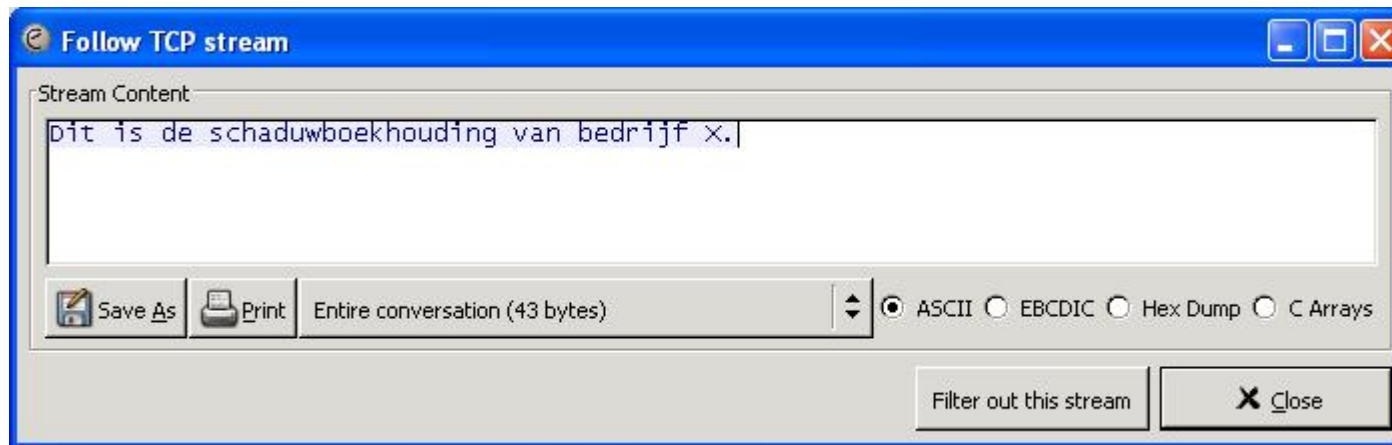 Follow TCP stream
Stream Content
Dit is de schaduwboekhouding van bedrijf X.
Save As Print Entire conversation (43 bytes) ASCII EBCDIC Hex Dump C Arrays
Filter out this stream Close